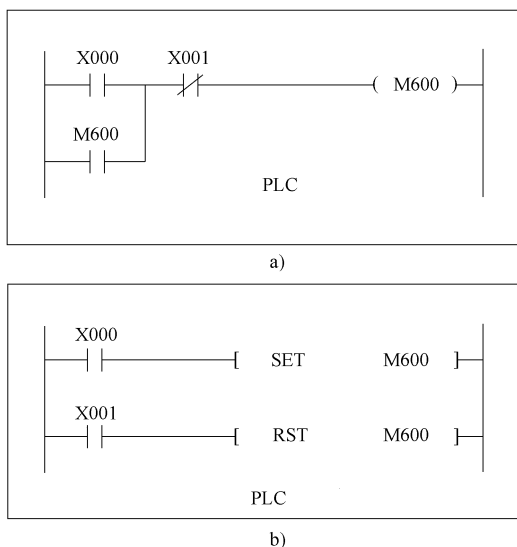 X000 X001
( M600 )
M600
PLC
a)
X000
[ SET M600 ]
X001
[ RST M600 ]
PLC
b)